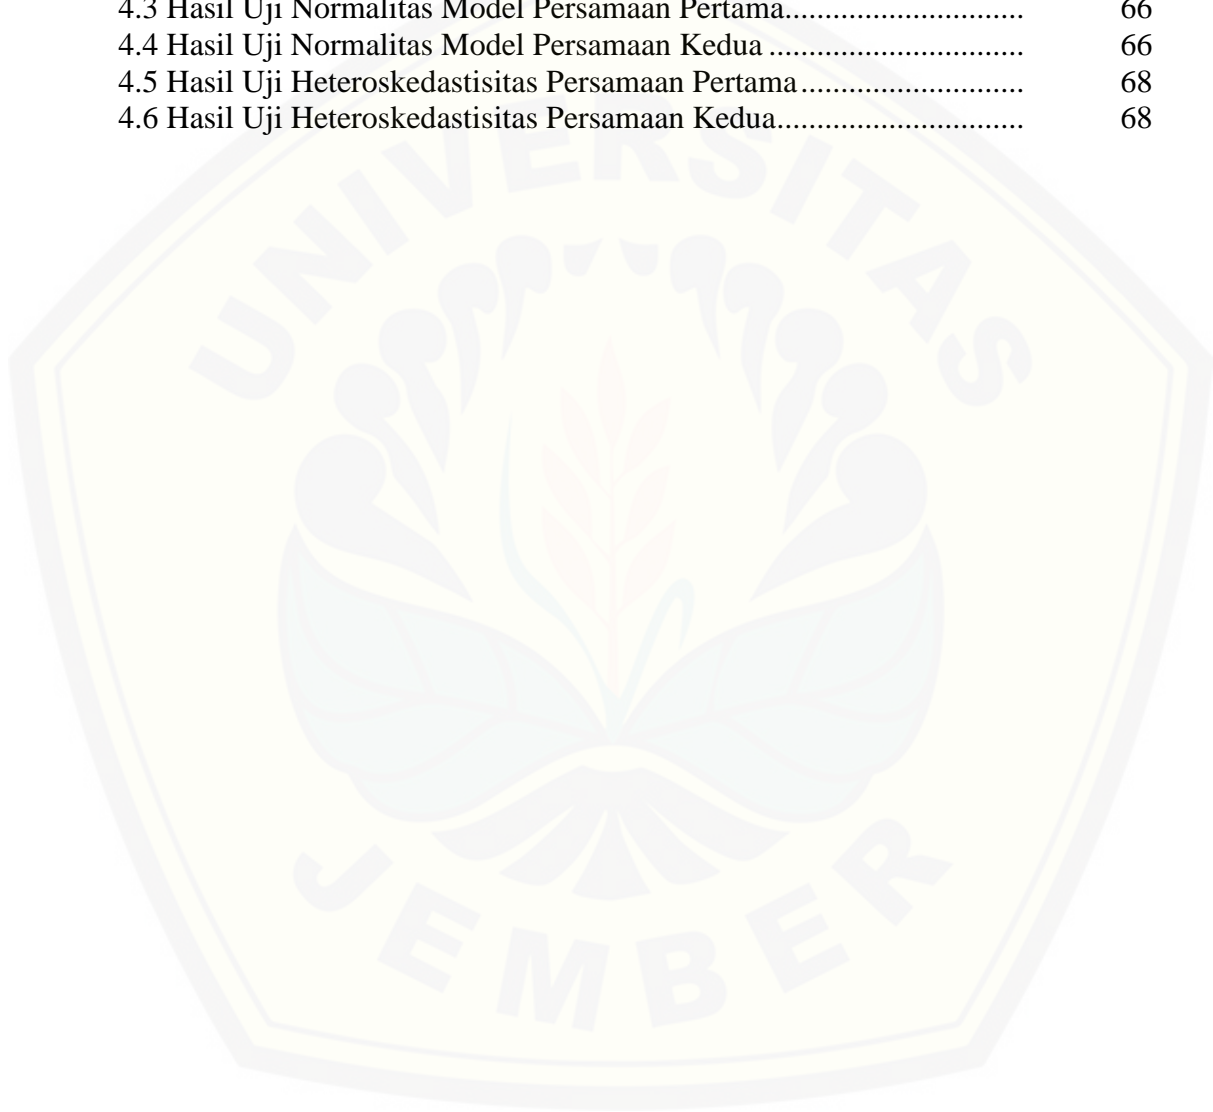 4.3 Hasil Uji Normalitas Model Persamaan Pertama............................. 66
4.4 Hasil Uji Normalitas Model Persamaan Kedua............................... 66
4.5 Hasil Uji Heteroskedastisitas Persamaan Pertama........................... 68
4.6 Hasil Uji Heteroskedastisitas Persamaan Kedua.............................. 68
UNIVERSITAS
JEMBER